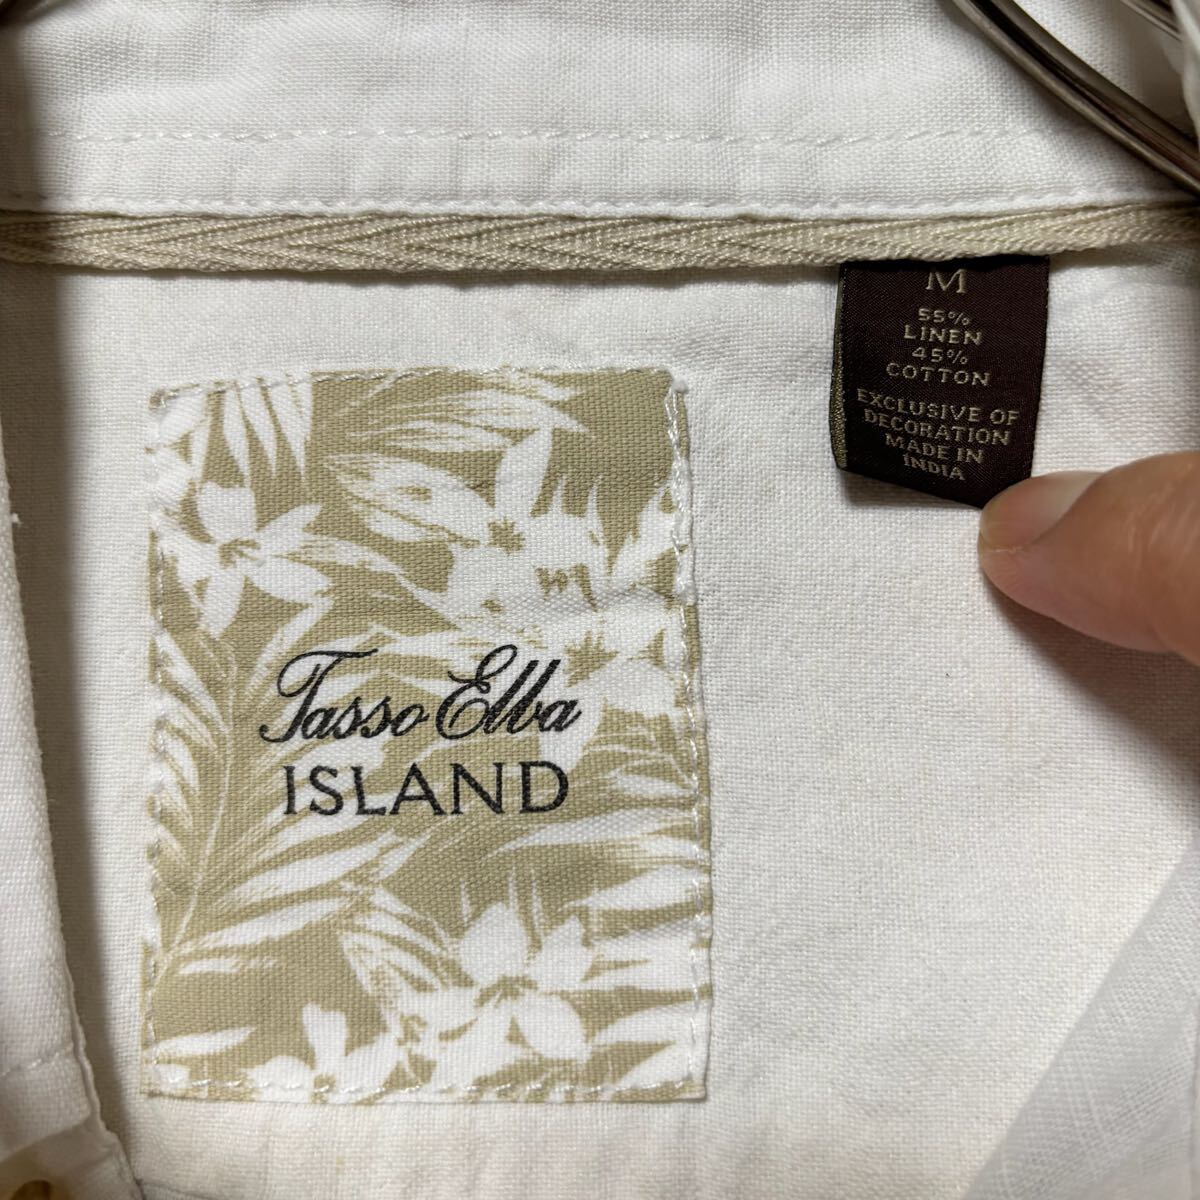 M
55%
LINEN
45%
COTTON
EXCLUSIVE OF
DECORATION
MADE IN
INDIA
Tasso Elba
ISLAND